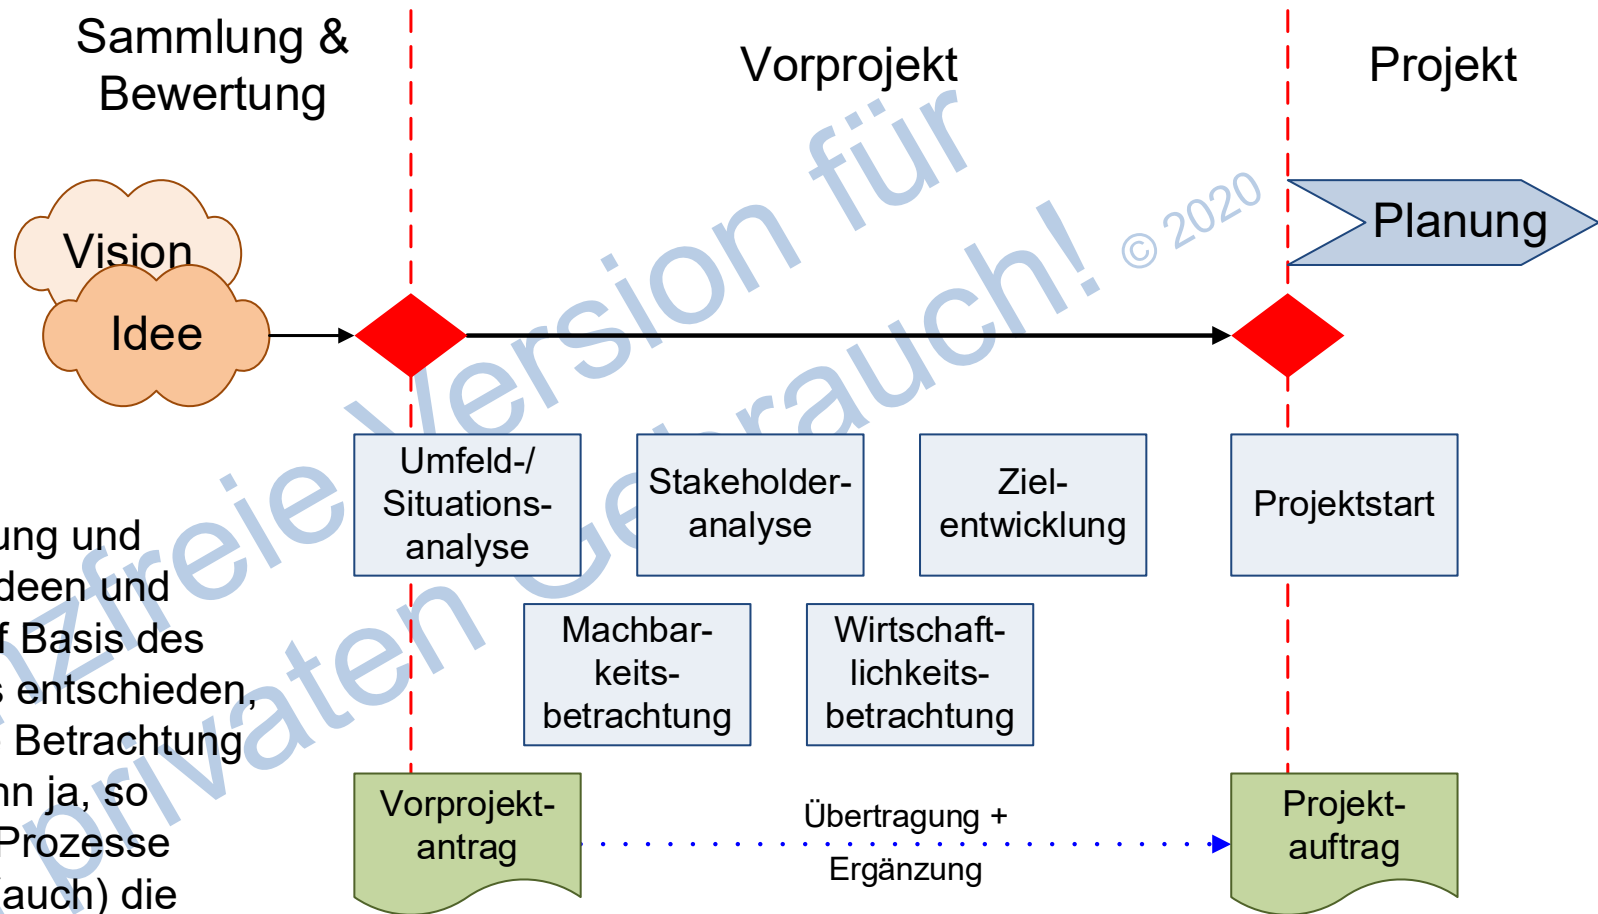 Sammlung &
Bewertung
Vorprojekt
Projekt
Vision
Idee
Planung
Umfeld-/
Situations-
analyse
Stakeholder-
analyse
Ziel-
entwicklung
Projektstart
Machbar-
keits-
betrachtung
Wirtschaft-
lichkeits-
betrachtung
Vorprojekt-
antrag
Übertragung +
Ergänzung
Projekt-
auftrag
ung und
deen und
f Basis des
s entschieden,
Betrachtung
nn ja, so
Prozesse
(auch) die
nzfreie Version für
privaten Gebrauch! © 2020